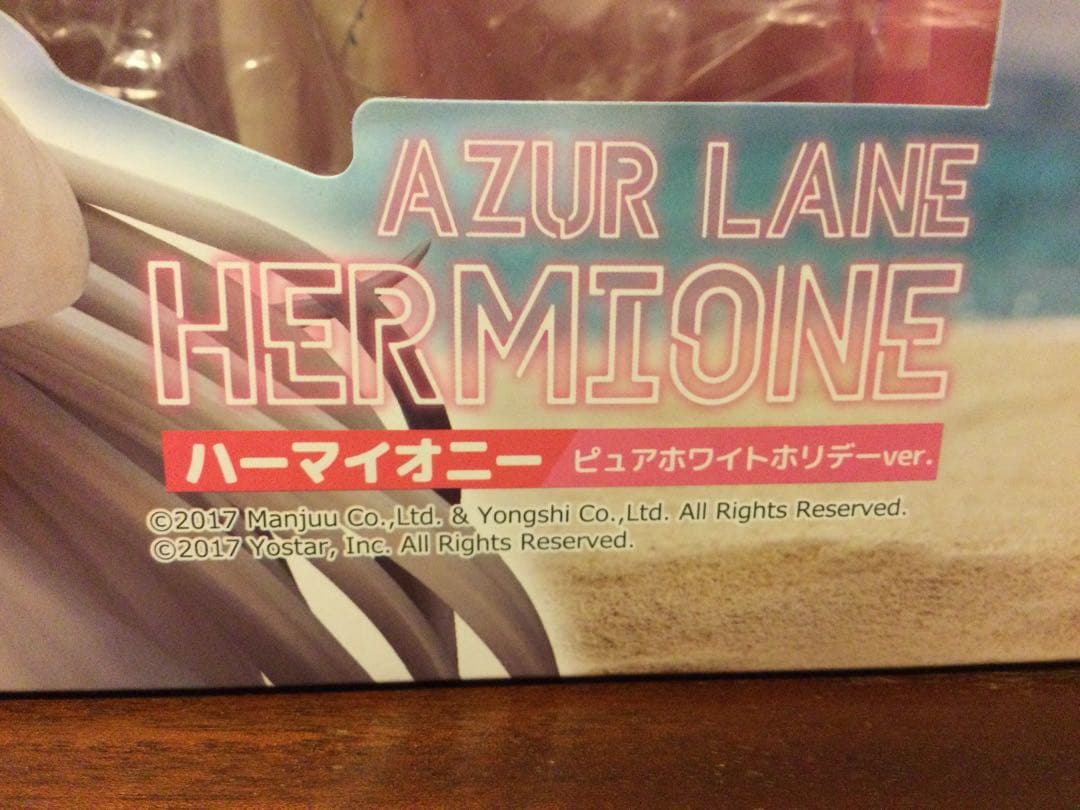 AZUR LANE
HERMIONE
ハーマイオニー ピュアホワイトホリデーver.
©2017 Manjuu Co.,Ltd. & Yongshi Co.,Ltd. All Rights Reserved.
©2017 Yostar, Inc. All Rights Reserved.